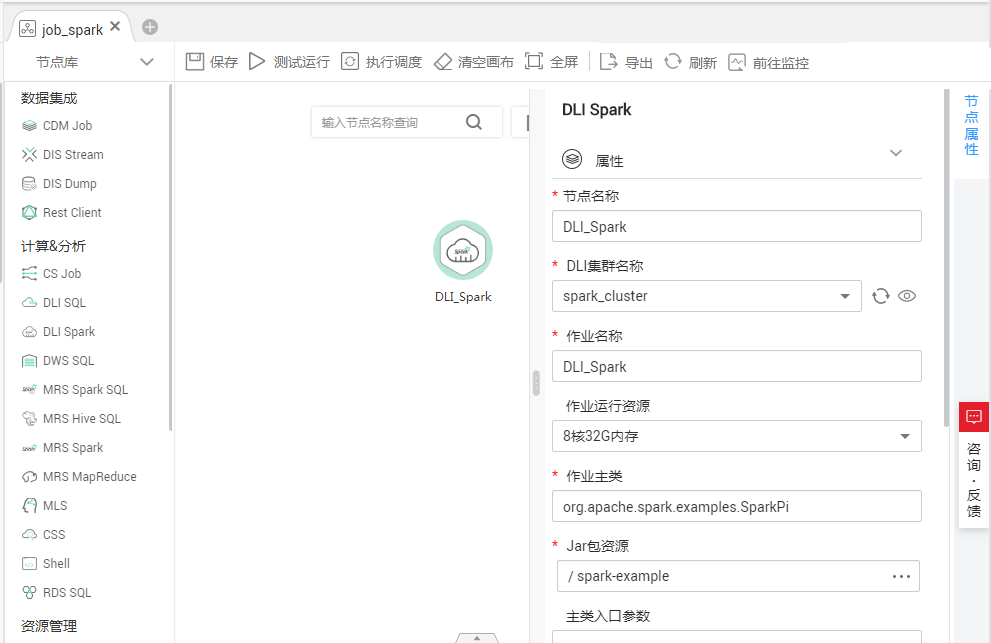 job_spark
节点库
保存
测试运行
执行调度
清空画布
全屏
导出
刷新
前往监控
数据集成
CDM Job
DIS Stream
DIS Dump
Rest Client
计算&分析
CS Job
DLI SQL
DLI Spark
DWS SQL
MRS Spark SQL
MRS Hive SQL
MRS Spark
MRS MapReduce
MLS
CSS
Shell
RDS SQL
资源管理
输入节点名称查询
DLI_Spark
DLI Spark
属性
* 节点名称
DLI_Spark
* DLI集群名称
spark_cluster
* 作业名称
DLI_Spark
作业运行资源
8核32G内存
* 作业主类
org.apache.spark.examples.SparkPi
* Jar包资源
/ spark-example
主类入口参数
节点属性
咨询·反馈